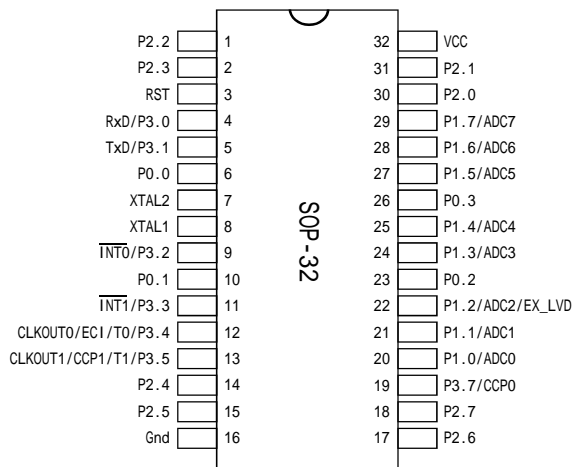 P2.2 1 32 VCC
P2.3 2 31 P2.1
RST 3 30 P2.0
RxD/P3.0 4 29 P1.7/ADC7
TxD/P3.1 5 28 P1.6/ADC6
P0.0 6 27 P1.5/ADC5
XTAL2 7 26 P0.3
XTAL1 8 25 P1.4/ADC4
INT0/P3.2 9 24 P1.3/ADC3
P0.1 10 23 P0.2
INT1/P3.3 11 22 P1.2/ADC2/EX_LVD
CLKOUT0/ECI/T0/P3.4 12 21 P1.1/ADC1
CLKOUT1/CCP1/T1/P3.5 13 20 P1.0/ADC0
P2.4 14 19 P3.7/CCP0
P2.5 15 18 P2.7
Gnd 16 17 P2.6
SOP-32